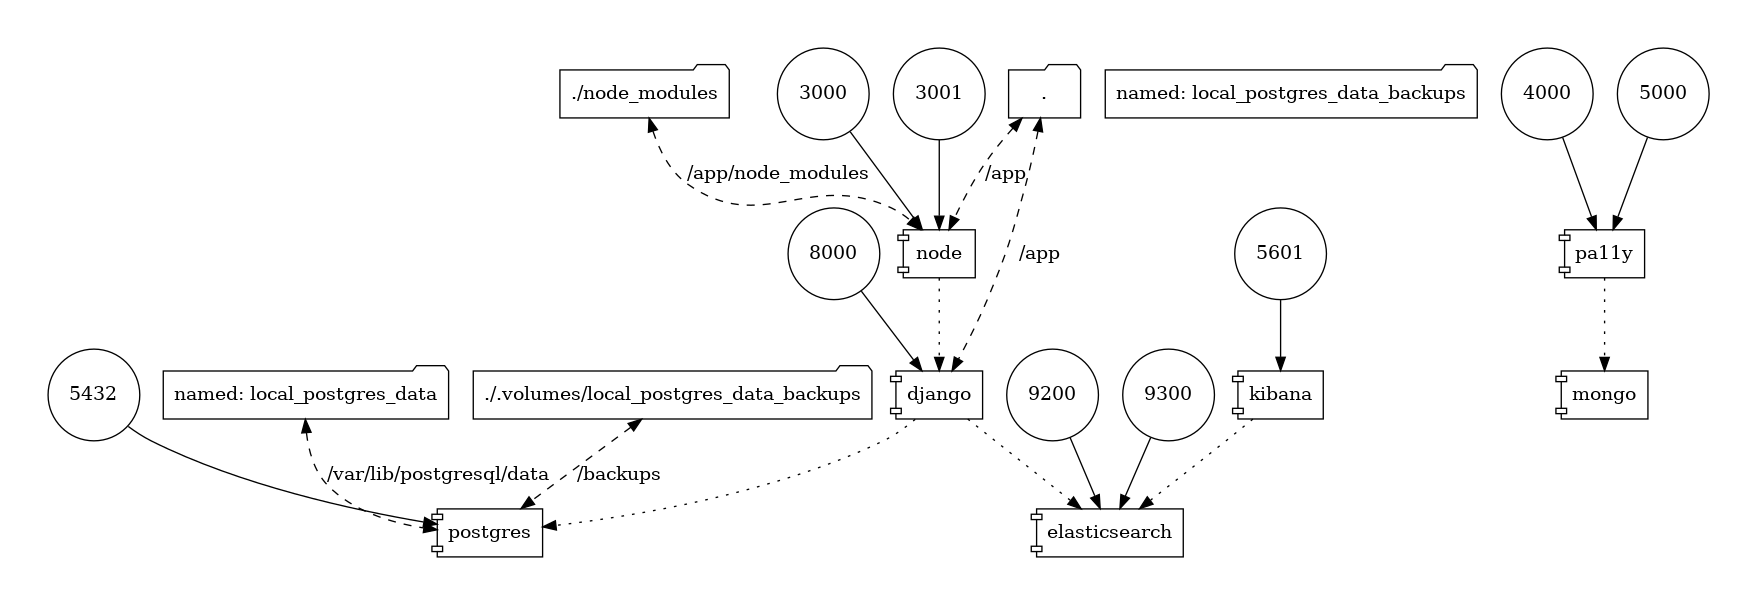 ./node_modules
3000
3001
.
named: local_postgres_data_backups
4000
5000
/app/node_modules
/app
8000
node
/app
5601
pa11y
5432
named: local_postgres_data
./.volumes/local_postgres_data_backups
django
9200
9300
kibana
mongo
/var/lib/postgresql/data
/backups
postgres
elasticsearch